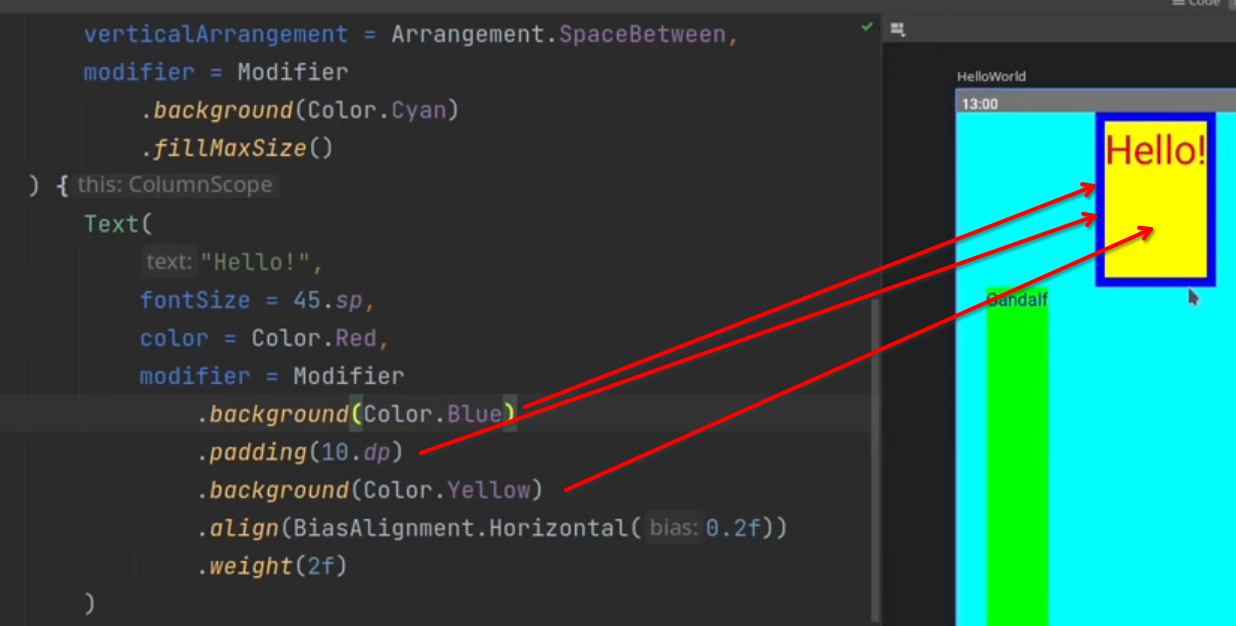 Code
verticalArrangement = Arrangement.SpaceBetween,
modifier = Modifier
.background(Color.Cyan)
.fillMaxSize()
) { this: ColumnScope
Text(
text: "Hello!",
fontSize = 45.sp,
color = Color.Red,
modifier = Modifier
.background(Color.Blue)
.padding(10.dp)
.background(Color.Yellow)
.align(BiasAlignment.Horizontal( bias: 0.2f))
.weight(2f)
)
HelloWorld
13:00
Hello!
Gandalf